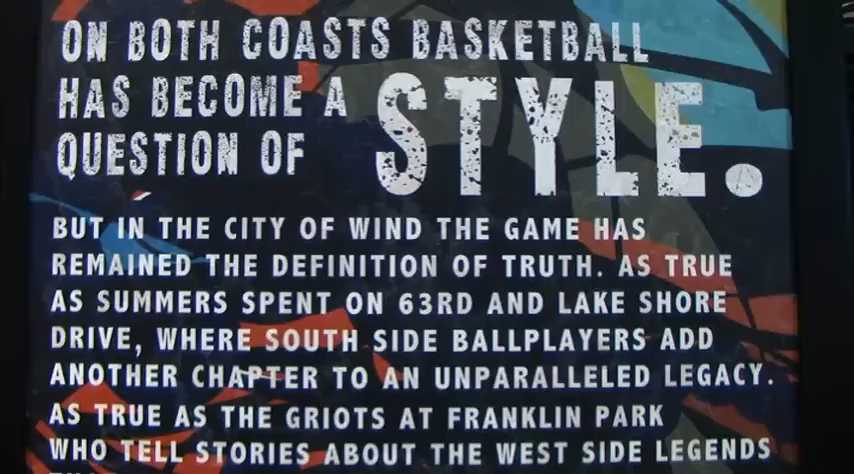 ON BOTH COASTS BASKETBALL
HAS BECOME A
QUESTION OF STYLE.
BUT IN THE CITY OF WIND THE GAME HAS
REMAINED THE DEFINITION OF TRUTH. AS TRUE
AS SUMMERS SPENT ON 63RD AND LAKE SHORE
DRIVE, WHERE SOUTH SIDE BALLPLAYERS ADD
ANOTHER CHAPTER TO AN UNPARALLELED LEGACY.
AS TRUE AS THE GRIOTS AT FRANKLIN PARK
WHO TELL STORIES ABOUT THE WEST SIDE LEGENDS